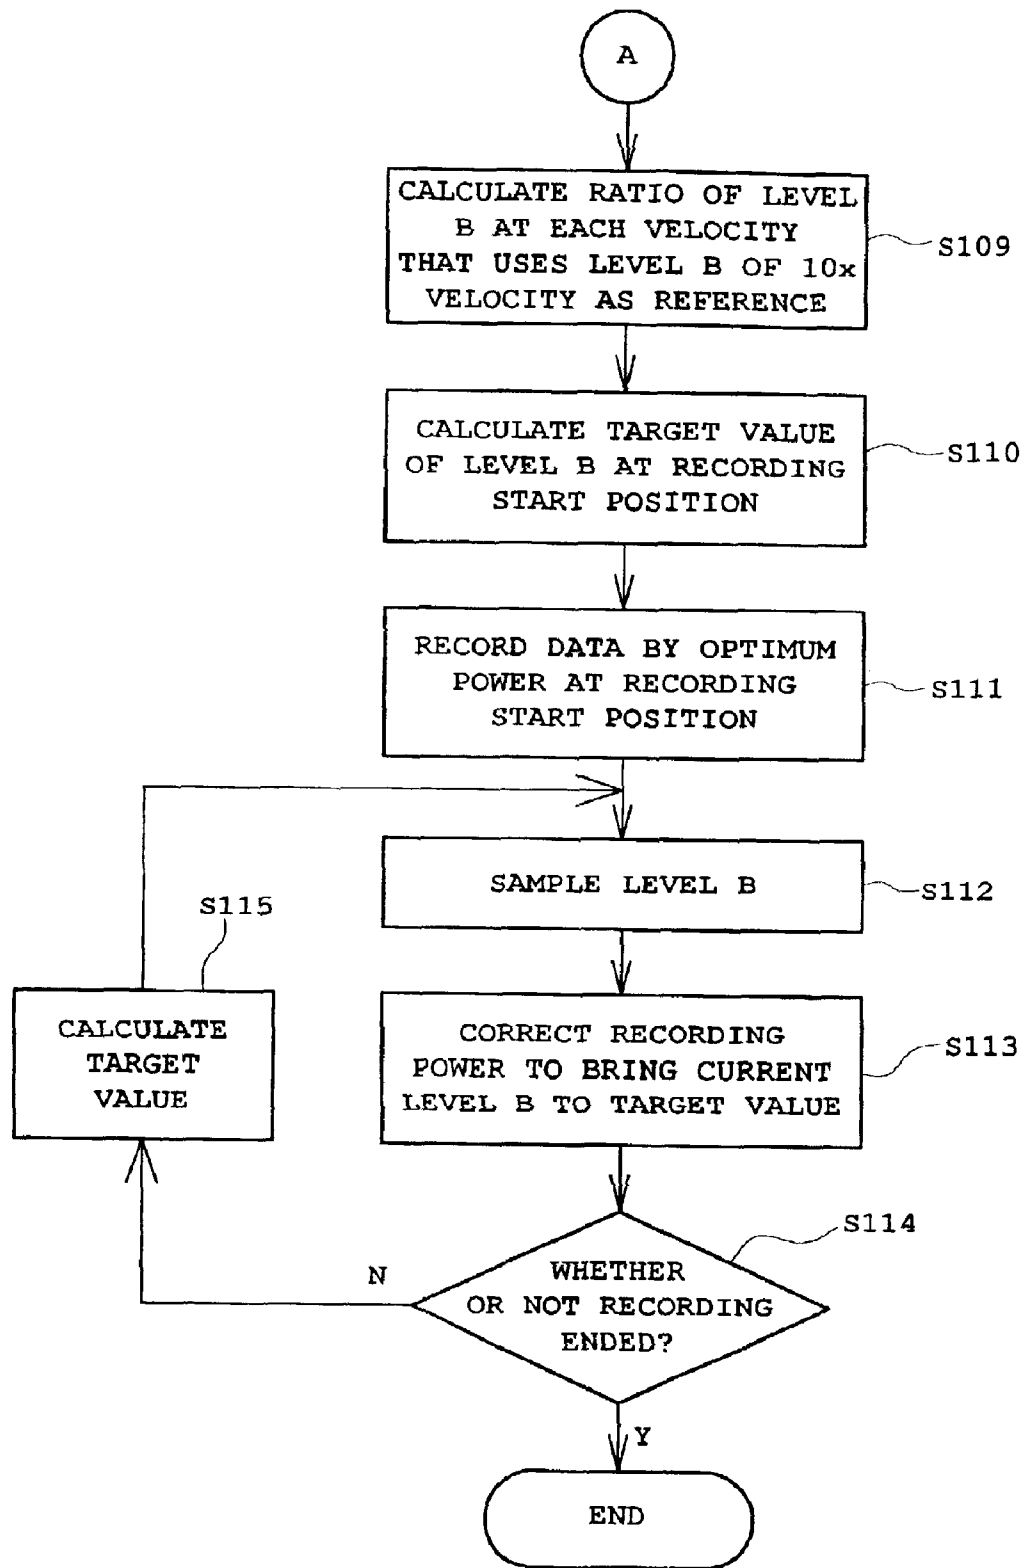 A
CALCULATE RATIO OF LEVEL
B AT EACH VELOCITY
THAT USES LEVEL B OF 10x
VELOCITY AS REFERENCE
S109
CALCULATE TARGET VALUE
OF LEVEL B AT RECORDING
START POSITION
S110
RECORD DATA BY OPTIMUM
POWER AT RECORDING
START POSITION
S111
SAMPLE LEVEL B
S112
S115
CALCULATE
TARGET
VALUE
CORRECT RECORDING
POWER TO BRING CURRENT
LEVEL B TO TARGET VALUE
S113
S114
N
WHETHER
OR NOT RECORDING
ENDED?
Y
END